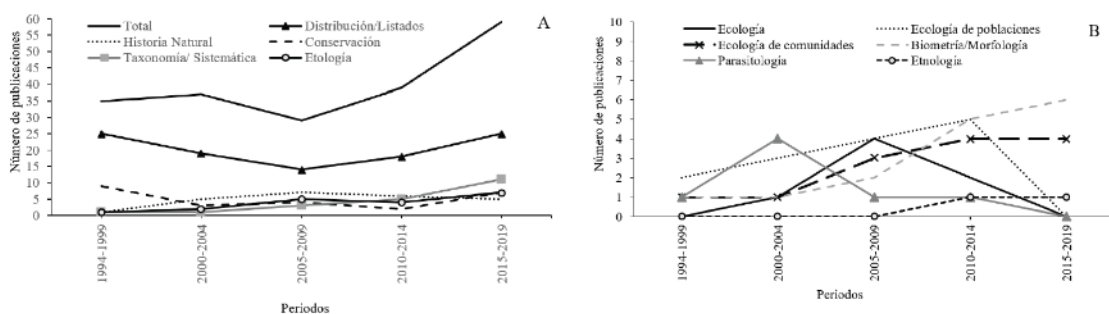 A
Total
Distribución/Listados
Historia Natural
Conservación
Taxonomía/ Sistemática
Etología
Número de publicaciones
60
55
50
45
40
35
30
25
20
15
10
5
0
1994-1999
2000-2004
2005-2009
2010-2014
2015-2019
Periodos
B
Ecología
Ecología de poblaciones
Ecología de comunidades
Biometría/Morfología
Parasitología
Etnología
Número de publicaciones
10
9
8
7
6
5
4
3
2
1
0
1994-1999
2000-2004
2005-2009
2010-2014
2015-2019
Periodos